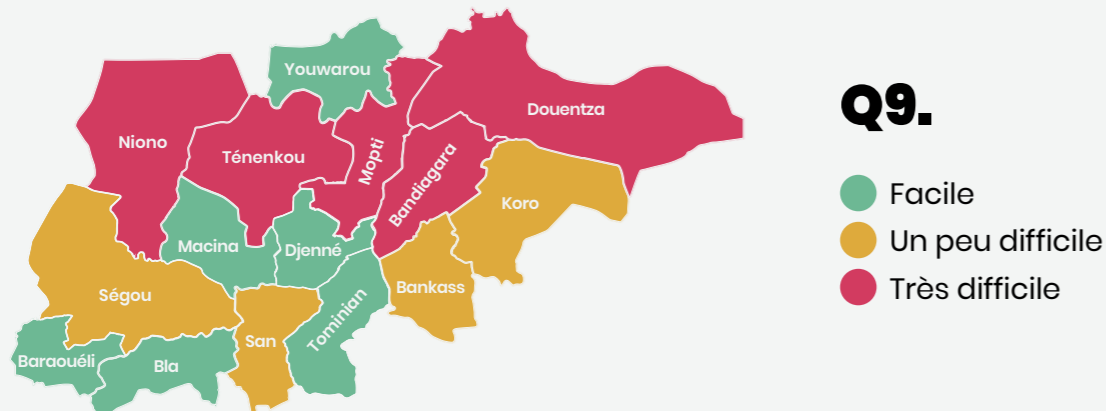 Youwarou
Douentza
Niono
Ténenkou
Mopti
Bandiagara
Koro
Macina
Djenné
Bankass
Ségou
Tominian
San
Baraouéli
Bla
Q9.
Facile
Un peu difficile
Très difficile